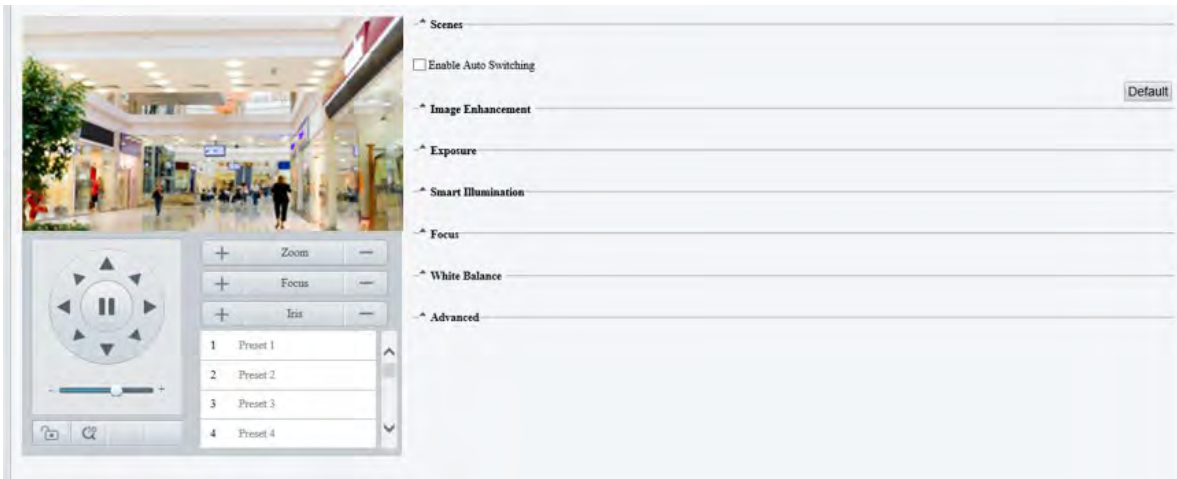 Scenes
Enable Auto Switching
Default
Image Enhancement
Exposure
Smart Illumination
Focus
White Balance
Advanced
+ Zoom −
+ Focus −
+ Iris −
1 Preset 1
2 Preset 2
3 Preset 3
4 Preset 4
- +